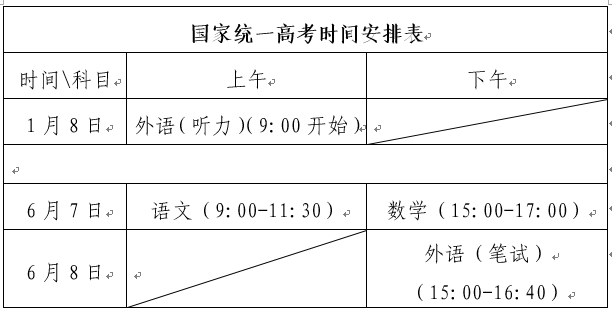 国家统一高考时间安排表
时间\科目 上午 下午
1月8日 外语(听力)(9:00开始)
6月7日 语文（9:00-11:30） 数学（15:00-17:00）
6月8日 外语（笔试）
（15:00-16:40）